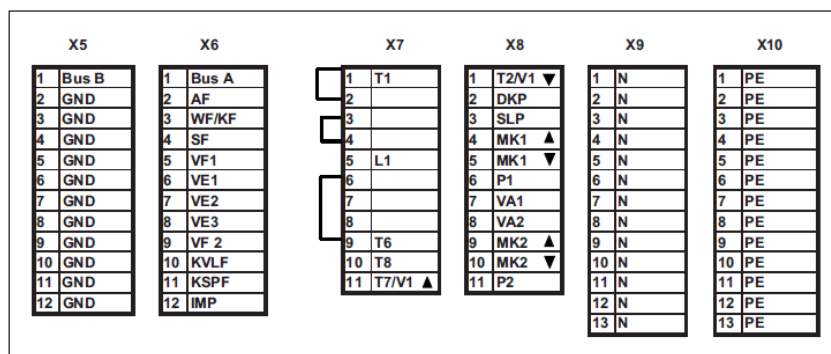 X5 X6 X7 X8 X9 X10
1 Bus B 1 Bus A 1 T1 1 T2/V1 ▼ 1 N 1 PE
2 GND 2 AF 2 2 DKP 2 N 2 PE
3 GND 3 WF/KF 3 3 SLP 3 N 3 PE
4 GND 4 SF 4 4 MK1 ▲ 4 N 4 PE
5 GND 5 VF1 5 L1 5 MK1 ▼ 5 N 5 PE
6 GND 6 VE1 6 6 P1 6 N 6 PE
7 GND 7 VE2 7 7 VA1 7 N 7 PE
8 GND 8 VE3 8 8 VA2 8 N 8 PE
9 GND 9 VF 2 9 T6 9 MK2 ▲ 9 N 9 PE
10 GND 10 KVLF 10 T8 10 MK2 ▼ 10 N 10 PE
11 GND 11 KSPF 11 T7/V1 ▲ 11 P2 11 N 11 PE
12 GND 12 IMP 12 N 12 PE
13 N 13 PE